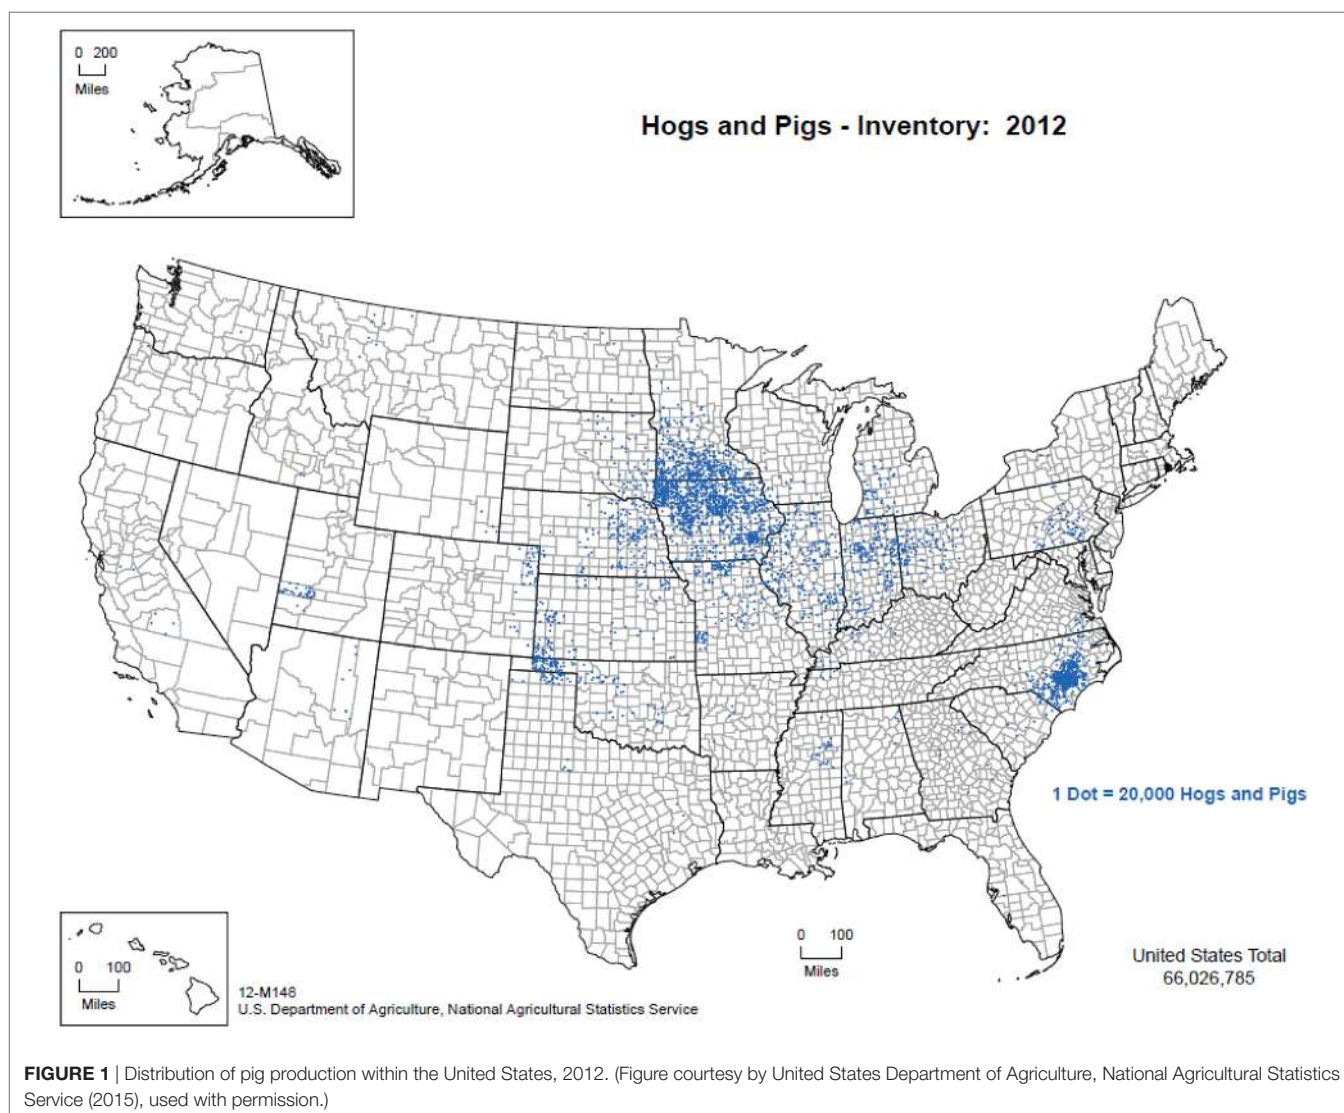 0 200
Miles
Hogs and Pigs - Inventory: 2012
1 Dot = 20,000 Hogs and Pigs
0 100
Miles
United States Total
66,026,785
0 100
Miles
12-M146
U.S. Department of Agriculture, National Agricultural Statistics Service
FIGURE 1 | Distribution of pig production within the United States, 2012. (Figure courtesy by United States Department of Agriculture, National Agricultural Statistics
Service (2015), used with permission.)